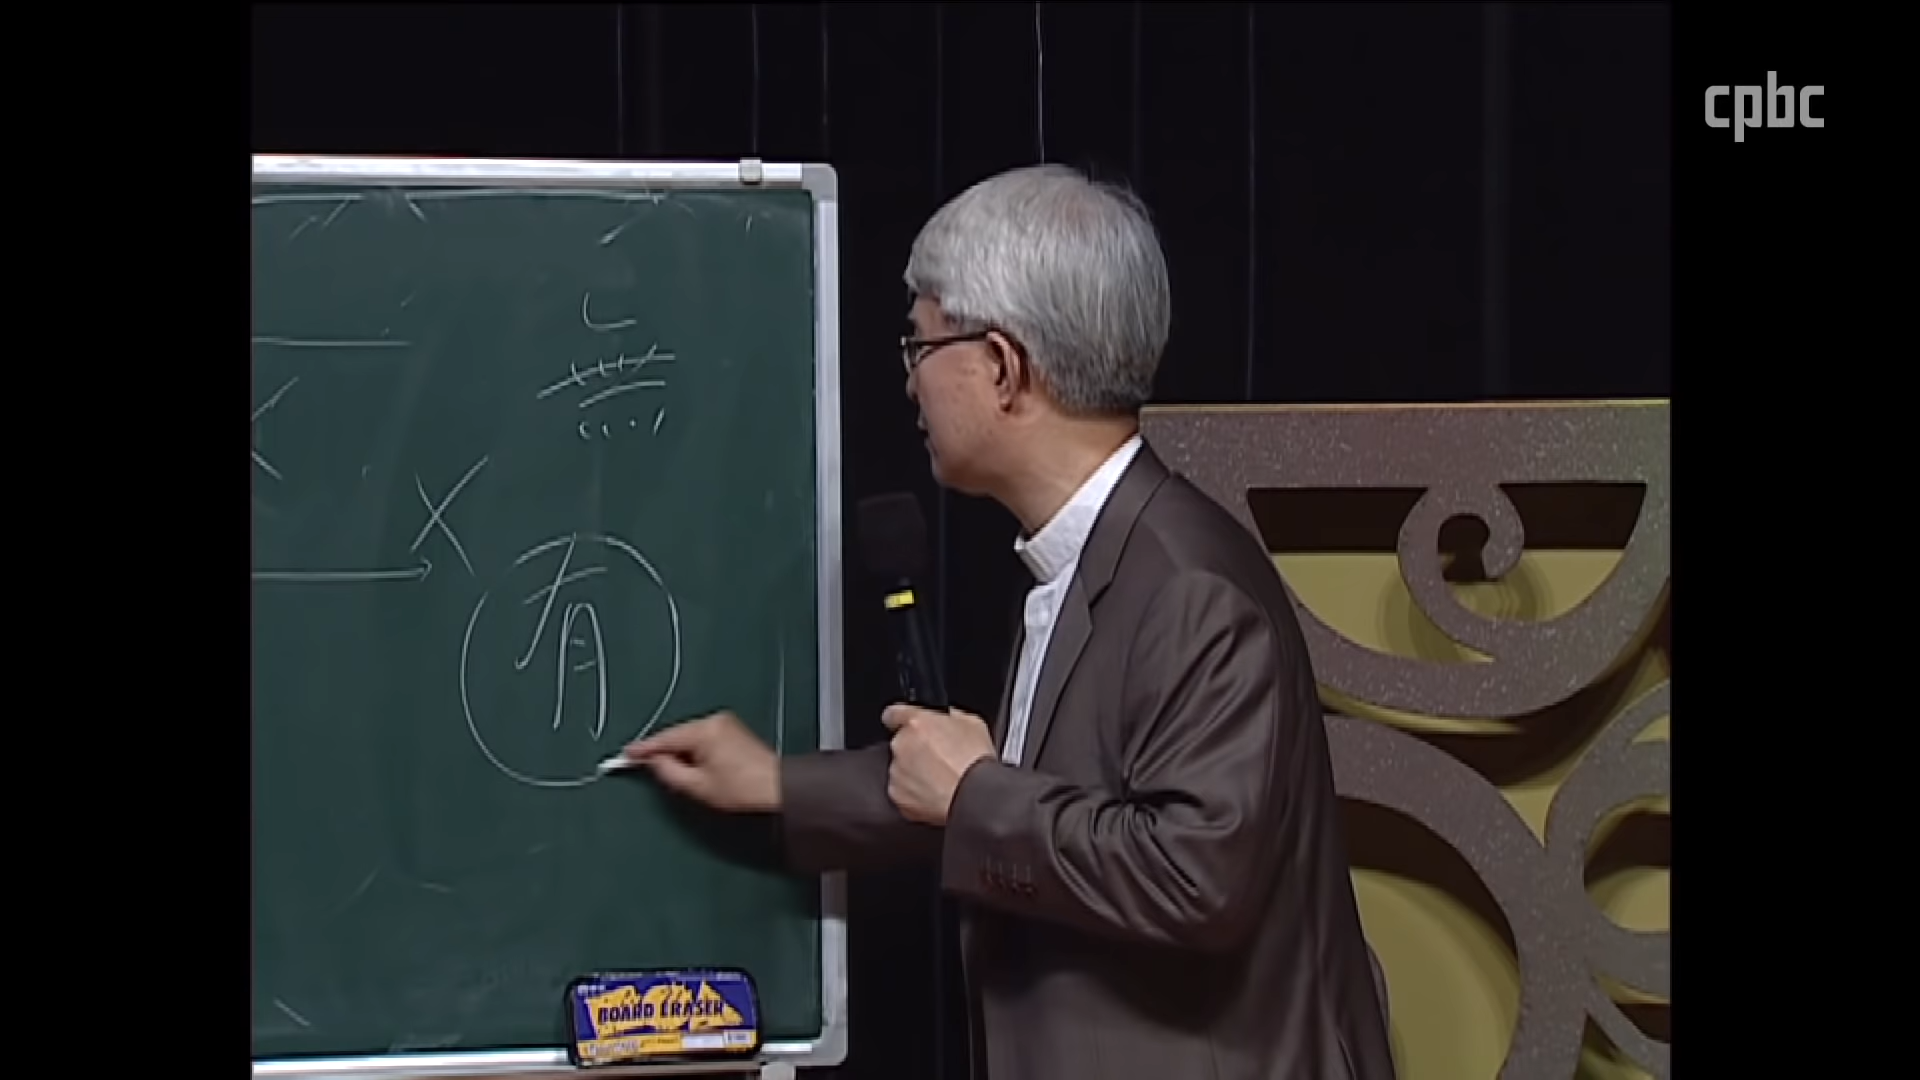 cpbc
無
X
有
BOARD ERASER